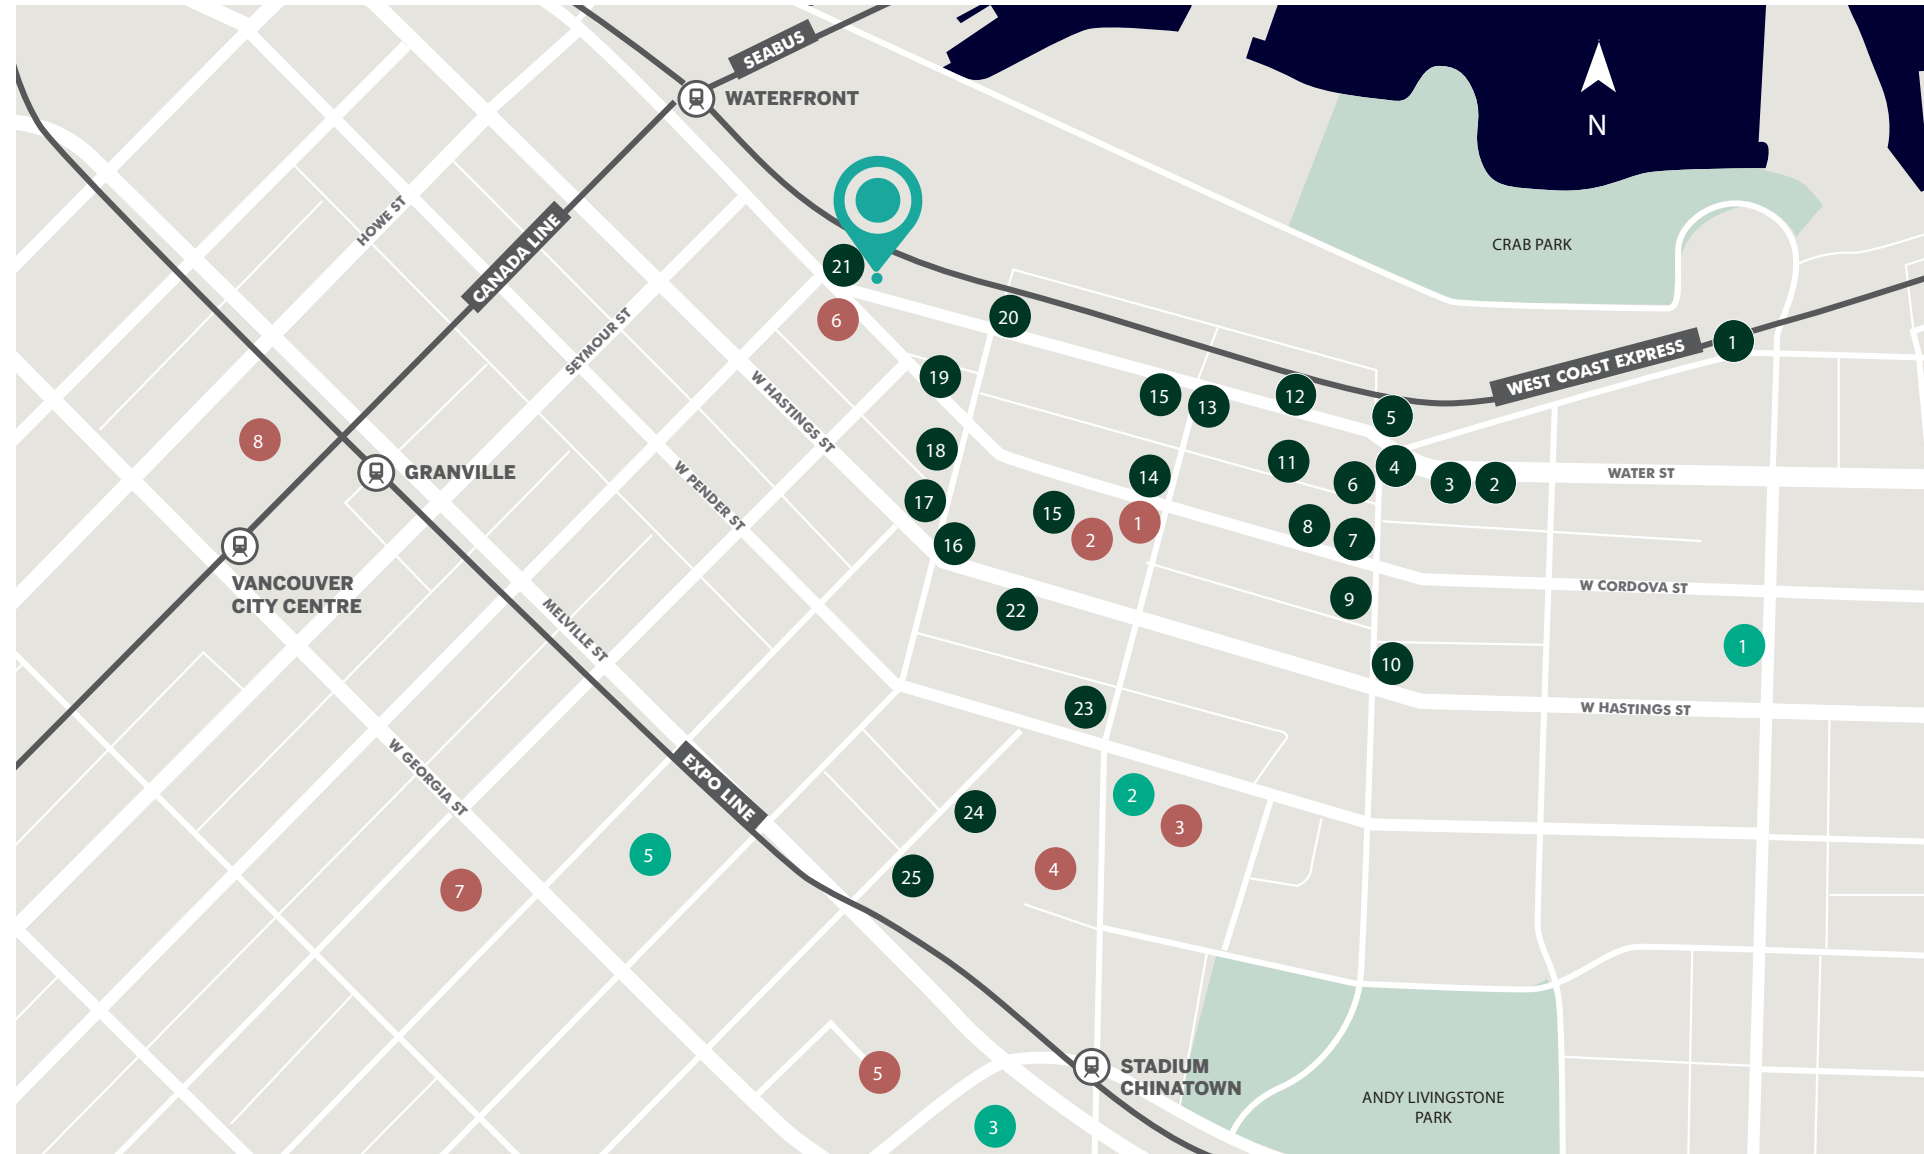 SEABUS
WATERFRONT
N
HOWE ST
CANADA LINE
21
CRAB PARK
6
20
SEYMOUR ST
1
WEST COAST EXPRESS
19
15
13
12
5
W HASTINGS ST
8
GRANVILLE
18
14
11
4
6
3
2
WATER ST
W PENDER ST
17
15
2
1
8
7
16
VANCOUVER
CITY CENTRE
W CORDOVA ST
9
22
MELVILLE ST
1
10
23
W HASTINGS ST
W GEORGIA ST
EXPO LINE
2
24
3
5
4
25
7
STADIUM
CHINATOWN
5
ANDY LIVINGSTONE
PARK
3